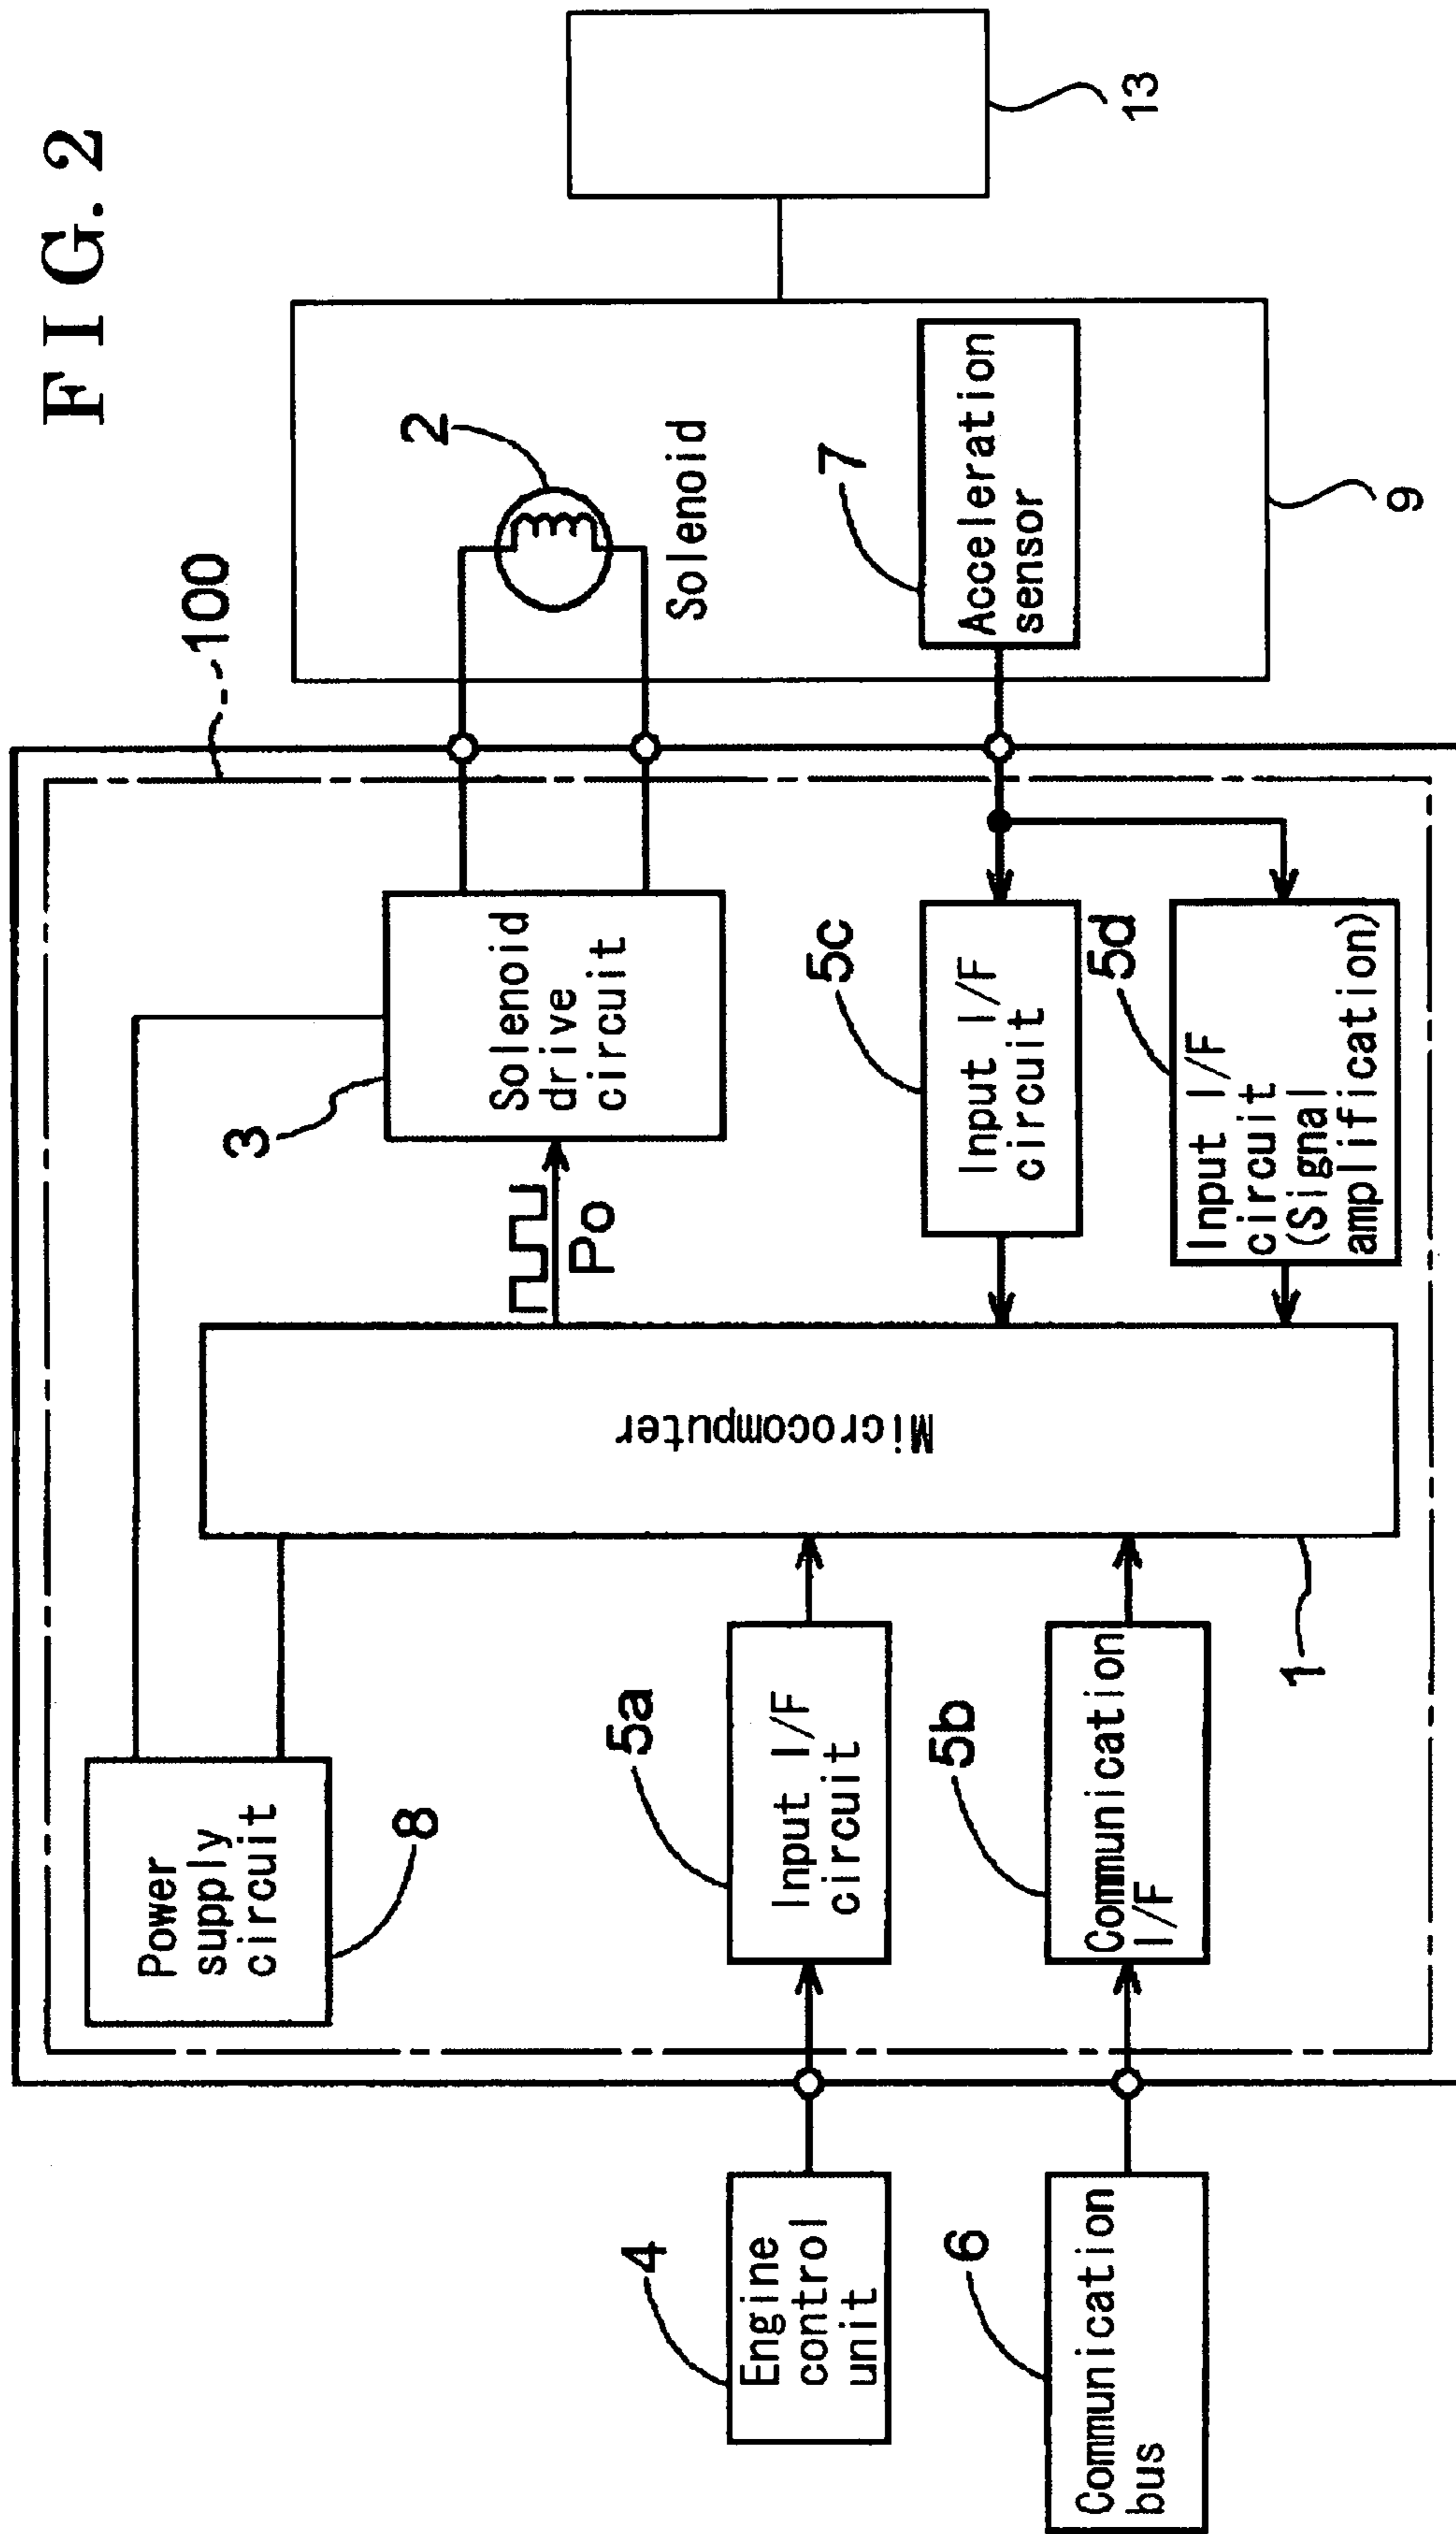 FIG. 2
100
2
Solenoid
7
Acceleration
sensor
9
13
3
Solenoid
drive
circuit
Po
5c
Input I/F
circuit
5d
Input I/F
circuit
(Signal
amplification)
Microcomputer
1
Power
supply
circuit
8
5a
Input I/F
circuit
5b
Communication
I/F
4
Engine
control
unit
6
Communication
bus